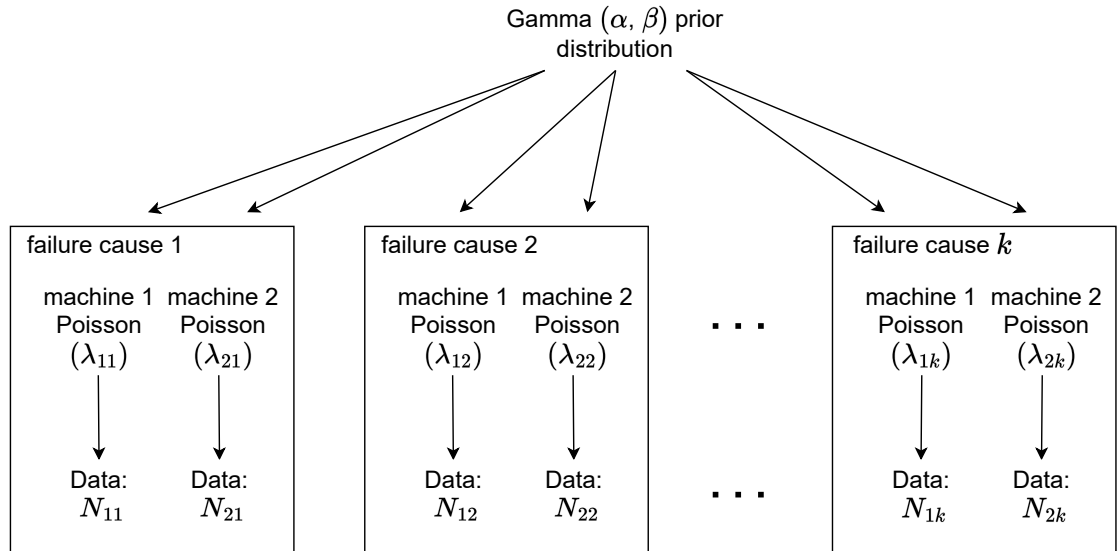 Gamma (α, β) prior
distribution
failure cause 1
machine 1
Poisson
(λ₁₁)
Data:
N₁₁
machine 2
Poisson
(λ₂₁)
Data:
N₂₁
failure cause 2
machine 1
Poisson
(λ₁₂)
Data:
N₁₂
machine 2
Poisson
(λ₂₂)
Data:
N₂₂
. . .
. . .
failure cause k
machine 1
Poisson
(λ₁ₖ)
Data:
N₁ₖ
machine 2
Poisson
(λ₂ₖ)
Data:
N₂ₖ